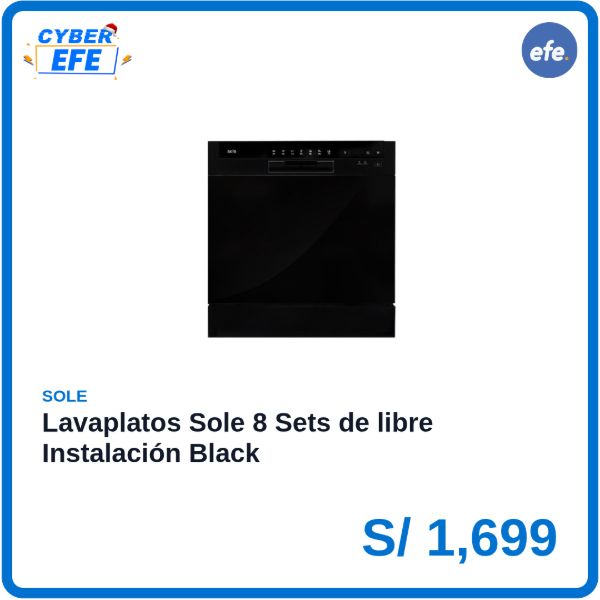 CYBER
EFE
efe.
SOLE
Lavaplatos Sole 8 Sets de libre
Instalación Black
S/ 1,699